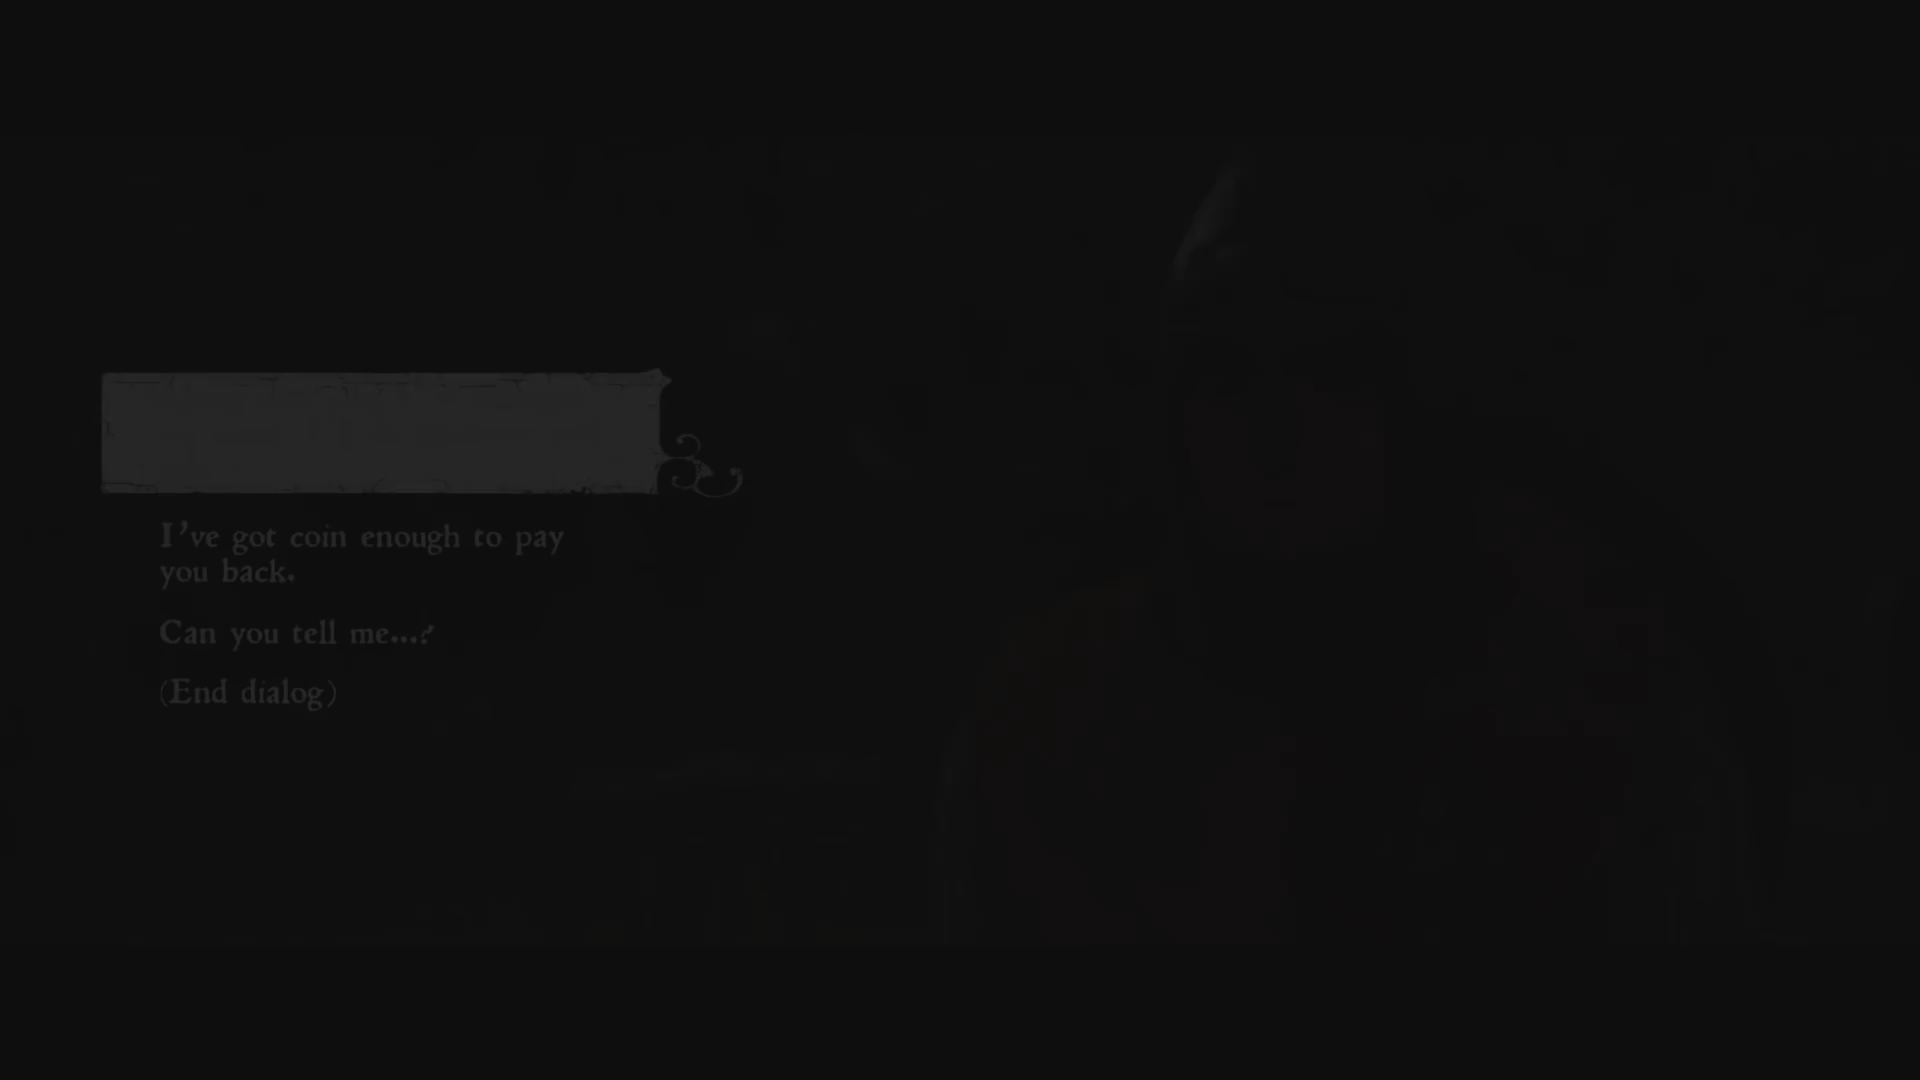 I've got coin enough to pay
you back.
Can you tell me...?
(End dialog)